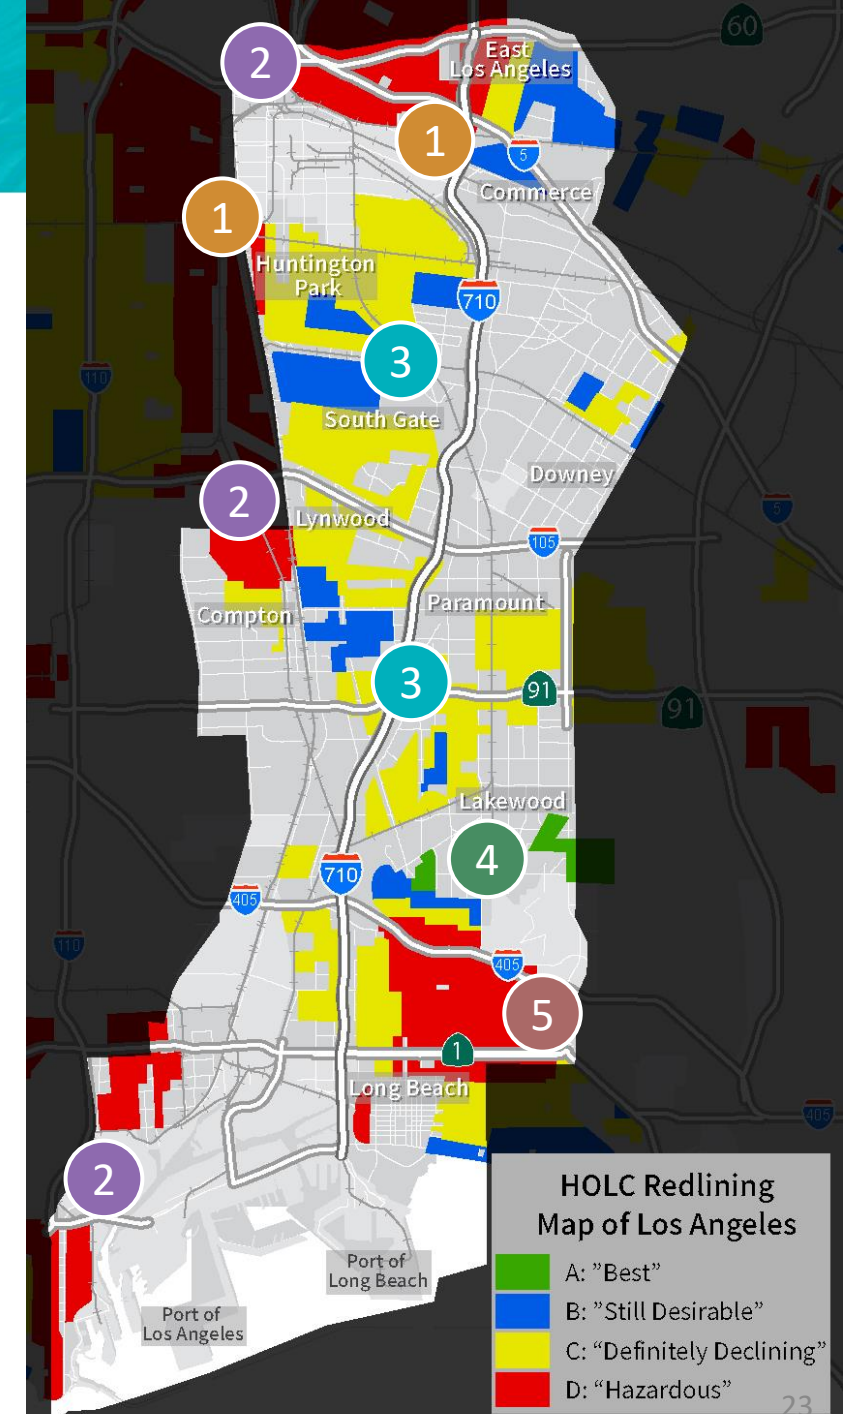 60
2
East
Los Angeles
1
5
Commerce
1
Huntington
Park
710
3
110
South Gate
Downey
2
Lynwood
5
105
Compton
Paramount
3
91
91
Lakewood
4
710
405
110
405
5
1
Long Beach
405
2
Port of
Long Beach
Port of
Los Angeles
HOLC Redlining
Map of Los Angeles
A: ”Best”
B: ”Still Desirable”
C: “Definitely Declining”
D: “Hazardous”
23